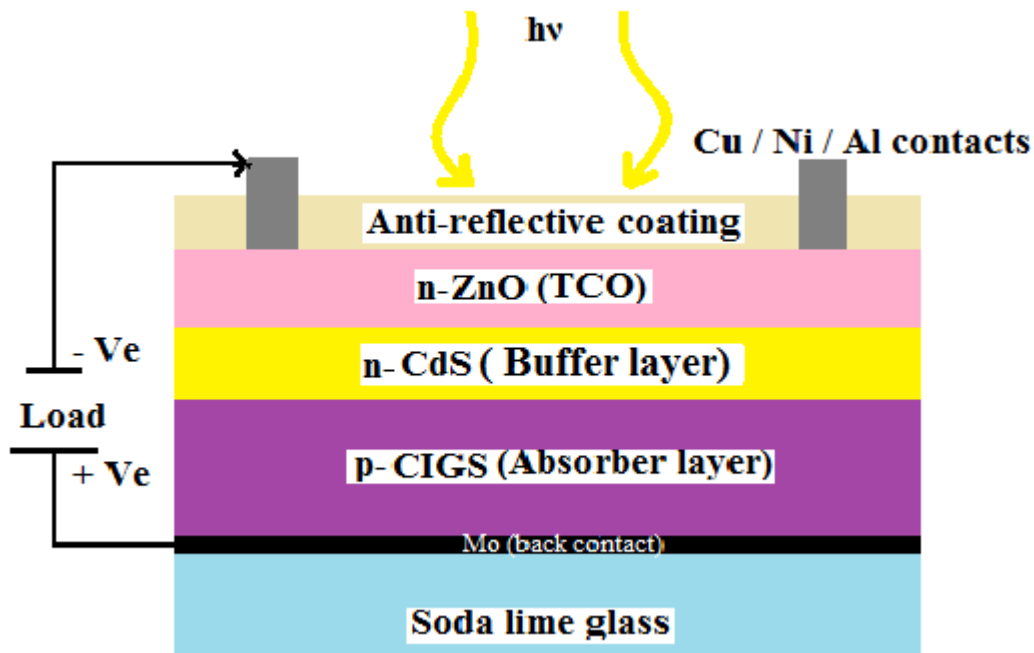 hν
Cu / Ni / Al contacts
Anti-reflective coating
n-ZnO (TCO)
- Ve
n- CdS ( Buffer layer)
Load
+ Ve
p- CIGS (Absorber layer)
Mo (back contact)
Soda lime glass